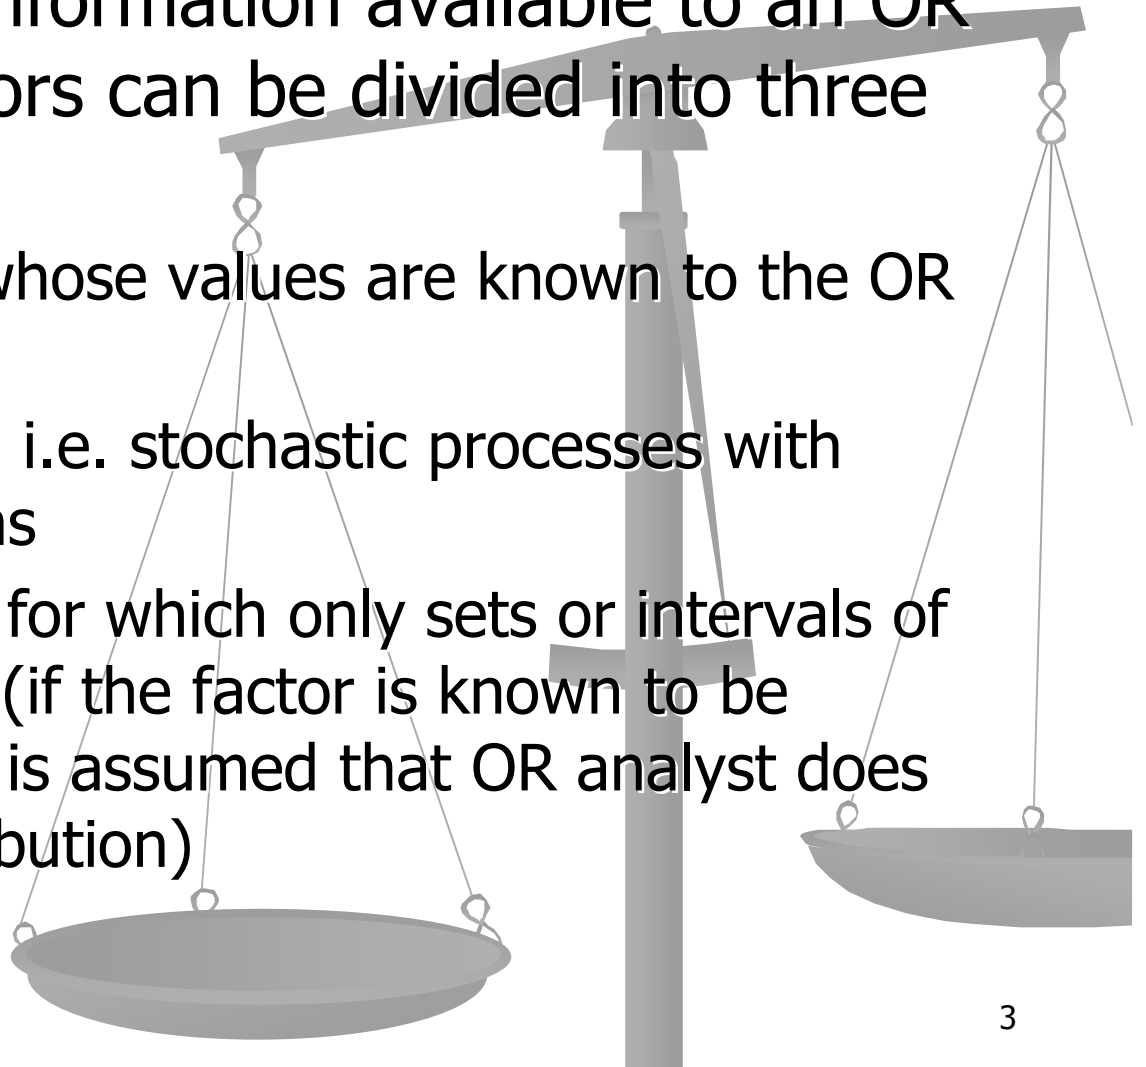 nformation available to an OR
ors can be divided into three
whose values are known to the OR
i.e. stochastic processes with
ns
for which only sets or intervals of
(if the factor is known to be
is assumed that OR analyst does
bution)
3